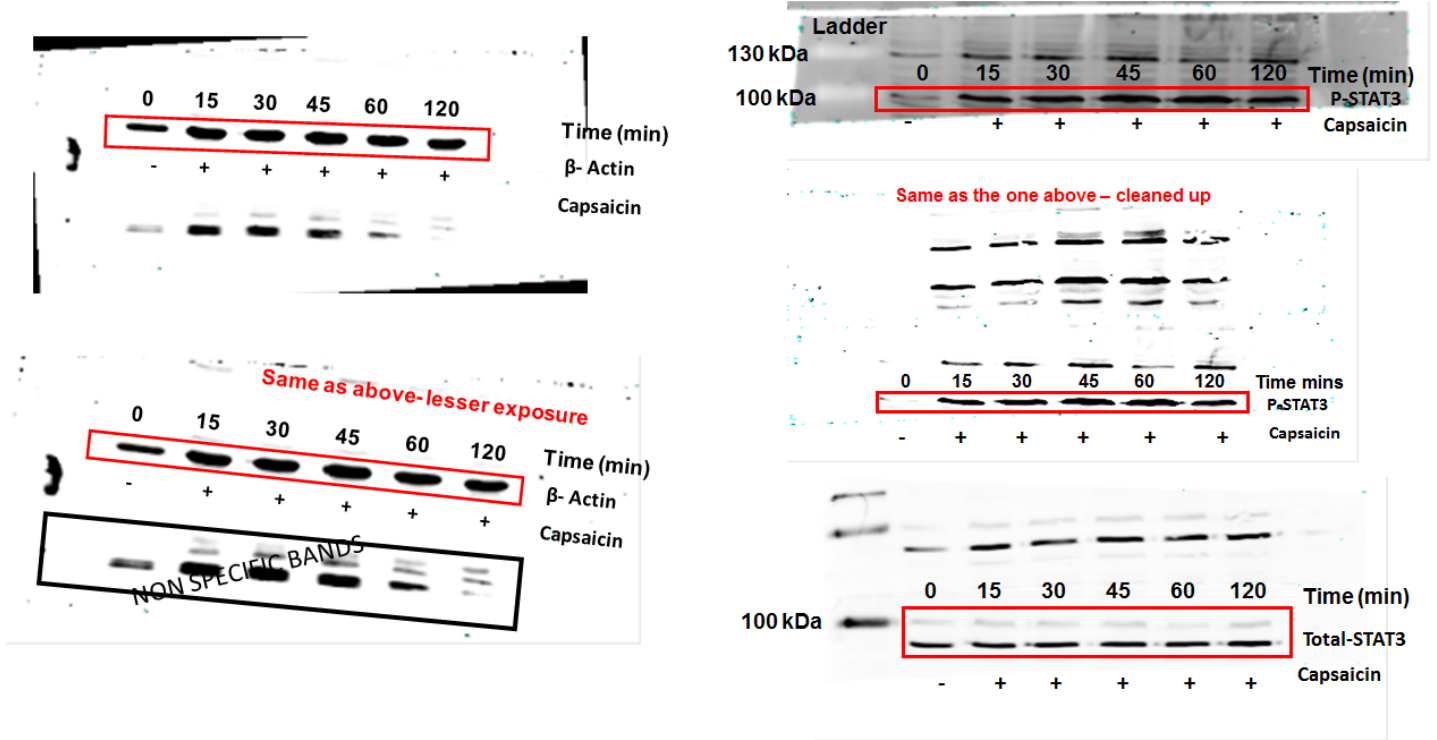 0 15 30 45 60 120
Time (min)
- + + + + +
β- Actin
Capsaicin
Same as above- lesser exposure
0 15 30 45 60 120
Time (min)
- + + + + +
β- Actin
Capsaicin
NON SPECIFIC BANDS
Ladder
130 kDa
0 15 30 45 60 120 Time (min)
100 kDa
P-STAT3
- + + + + + Capsaicin
Same as the one above – cleaned up
0 15 30 45 60 120 Time mins
P-STAT3
- + + + + + Capsaicin
0 15 30 45 60 120 Time (min)
100 kDa
Total-STAT3
Capsaicin
- + + + + +